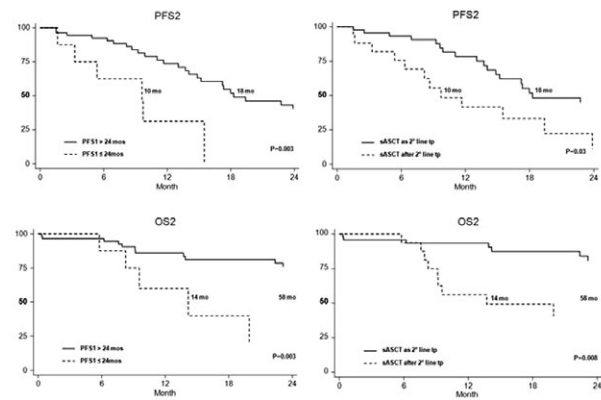 PFS2
100
75
50
25
0
10 mo
18 mo
PFS1 > 24 mos
PFS1 ≤ 24mos
P=0.003
0 6 12 18 24
Month
PFS2
100
75
50
25
0
10 mo
18 mo
sASCT as 2° line tp
sASCT after 2° line tp
P=0.03
0 6 12 18 24
Month
OS2
100
75
50
25
0
14 mo
58 mo
PFS1 > 24 mos
PFS1 ≤ 24mos
P=0.003
0 6 12 18 24
Month
OS2
100
75
50
25
0
14 mo
58 mo
sASCT as 2° line tp
sASCT after 2° line tp
P=0.008
0 6 12 18 24
Month